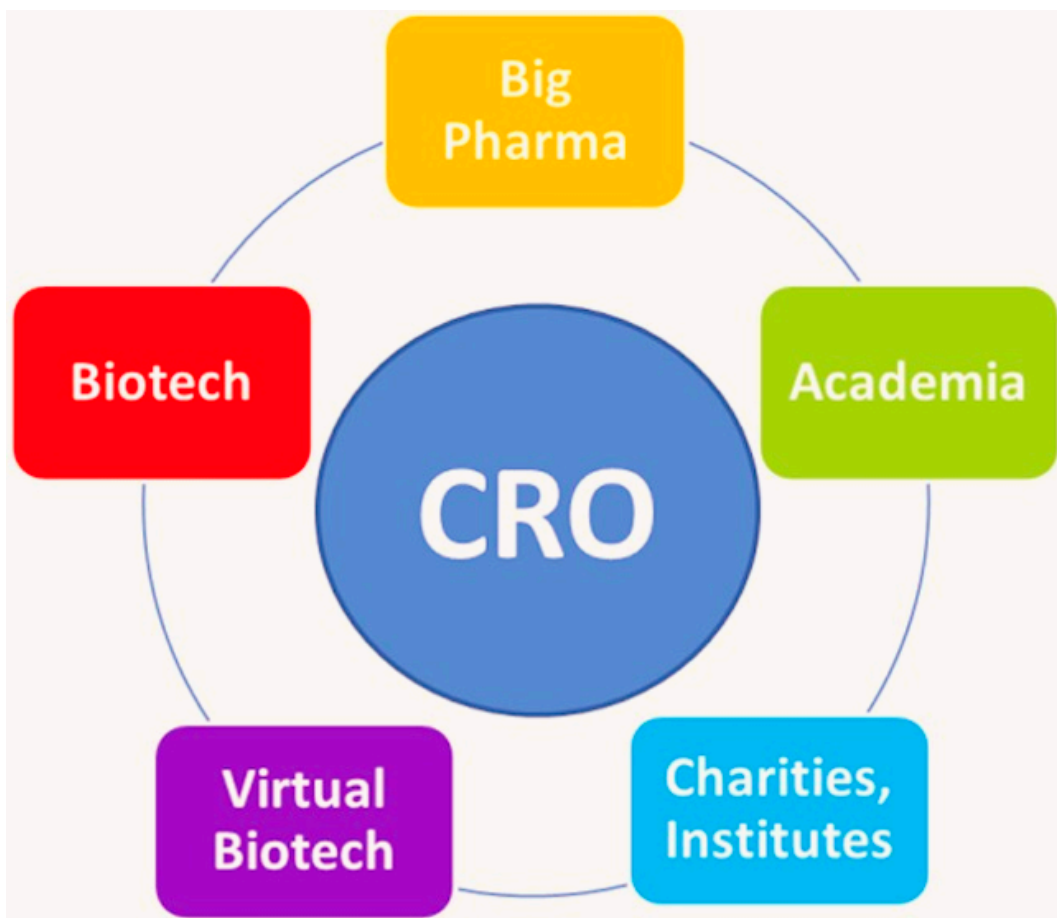 Big
Pharma
Biotech
Academia
CRO
Virtual
Biotech
Charities,
Institutes